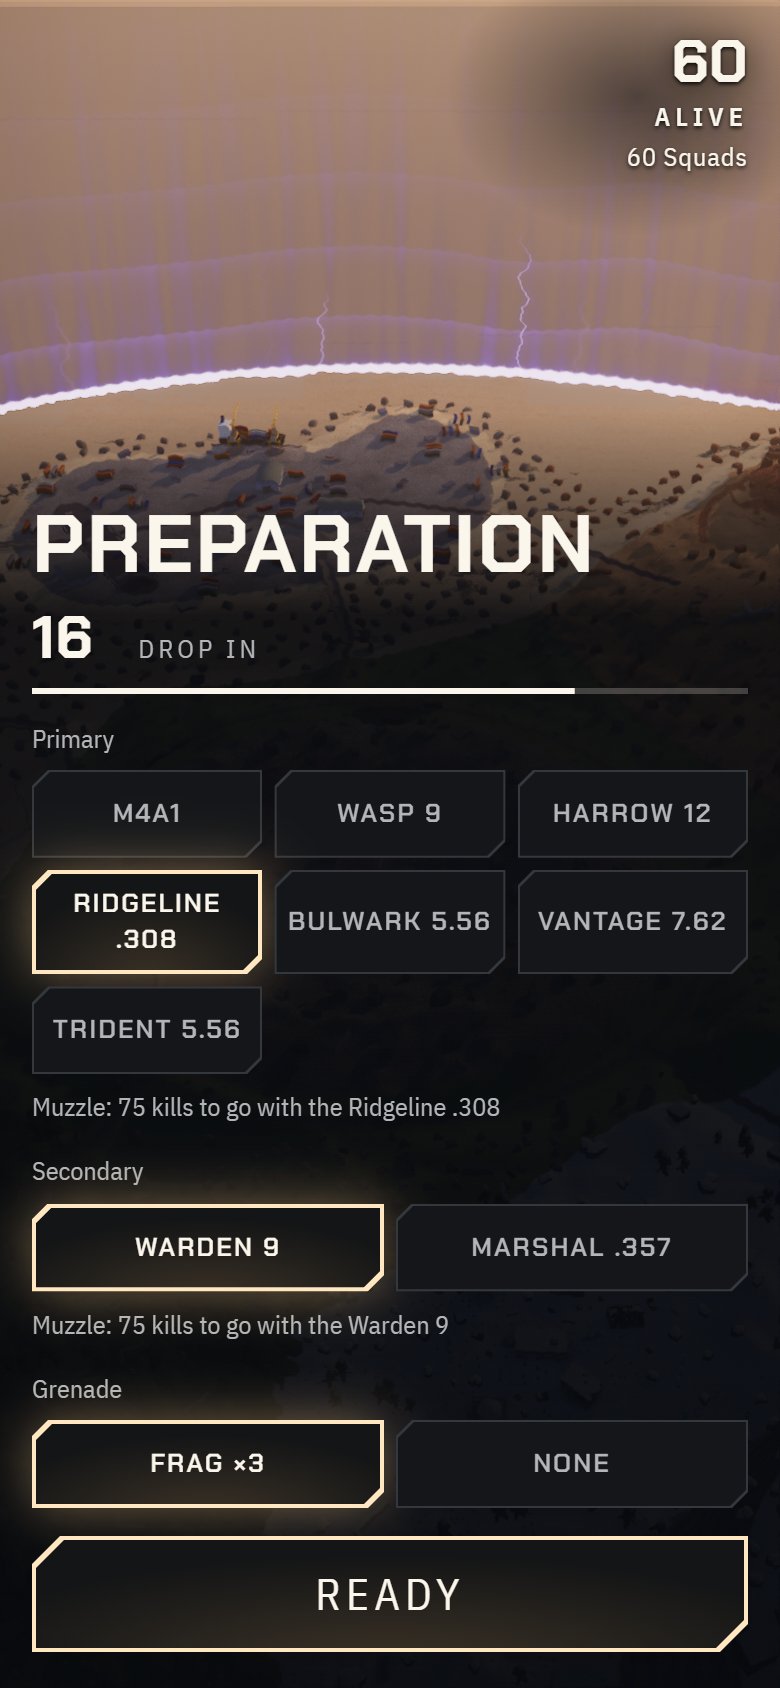 60
ALIVE
60 Squads
PREPARATION
16 DROP IN
Primary
M4A1 WASP 9 HARROW 12
RIDGELINE .308 BULWARK 5.56 VANTAGE 7.62
TRIDENT 5.56
Muzzle: 75 kills to go with the Ridgeline .308
Secondary
WARDEN 9 MARSHAL .357
Muzzle: 75 kills to go with the Warden 9
Grenade
FRAG ×3 NONE
READY